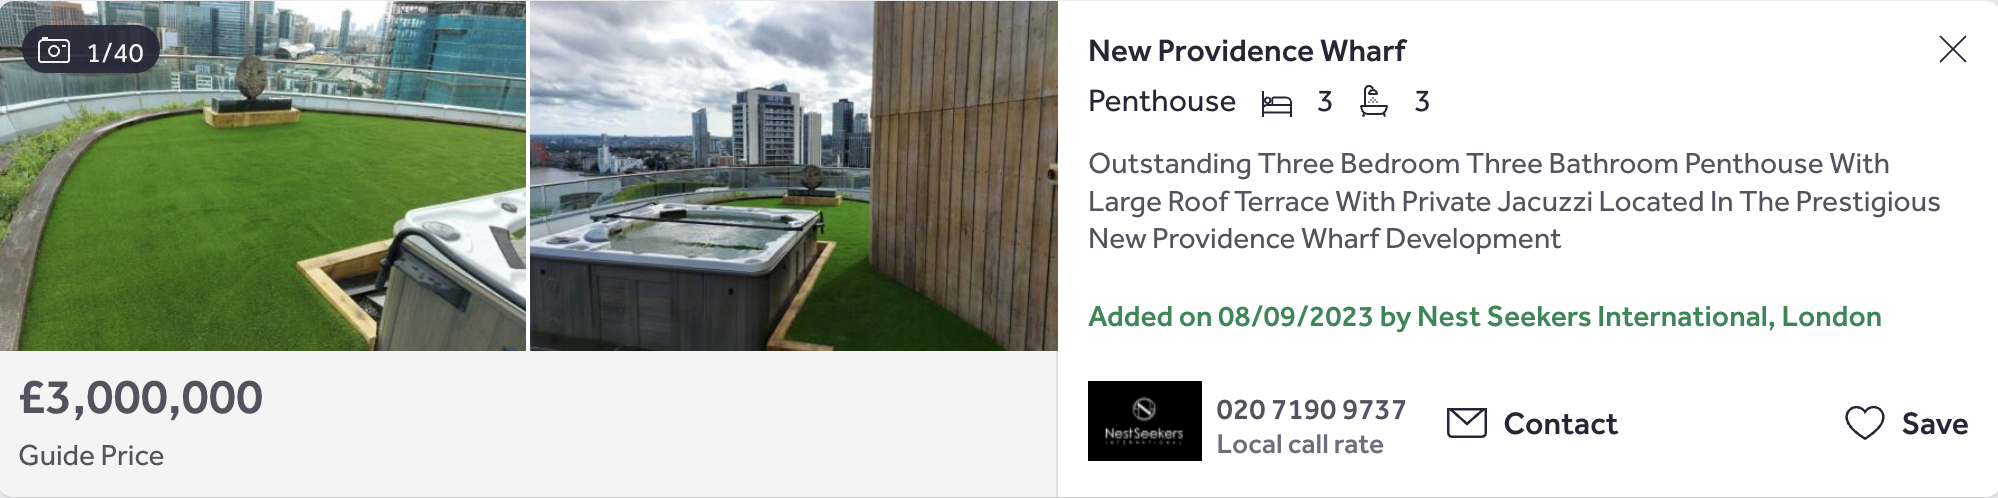 1/40
£3,000,000
Guide Price
New Providence Wharf
Penthouse 3 3
Outstanding Three Bedroom Three Bathroom Penthouse With
Large Roof Terrace With Private Jacuzzi Located In The Prestigious
New Providence Wharf Development
Added on 08/09/2023 by Nest Seekers International, London
NestSeekers
INTERNATIONAL
020 7190 9737
Local call rate
Contact
Save